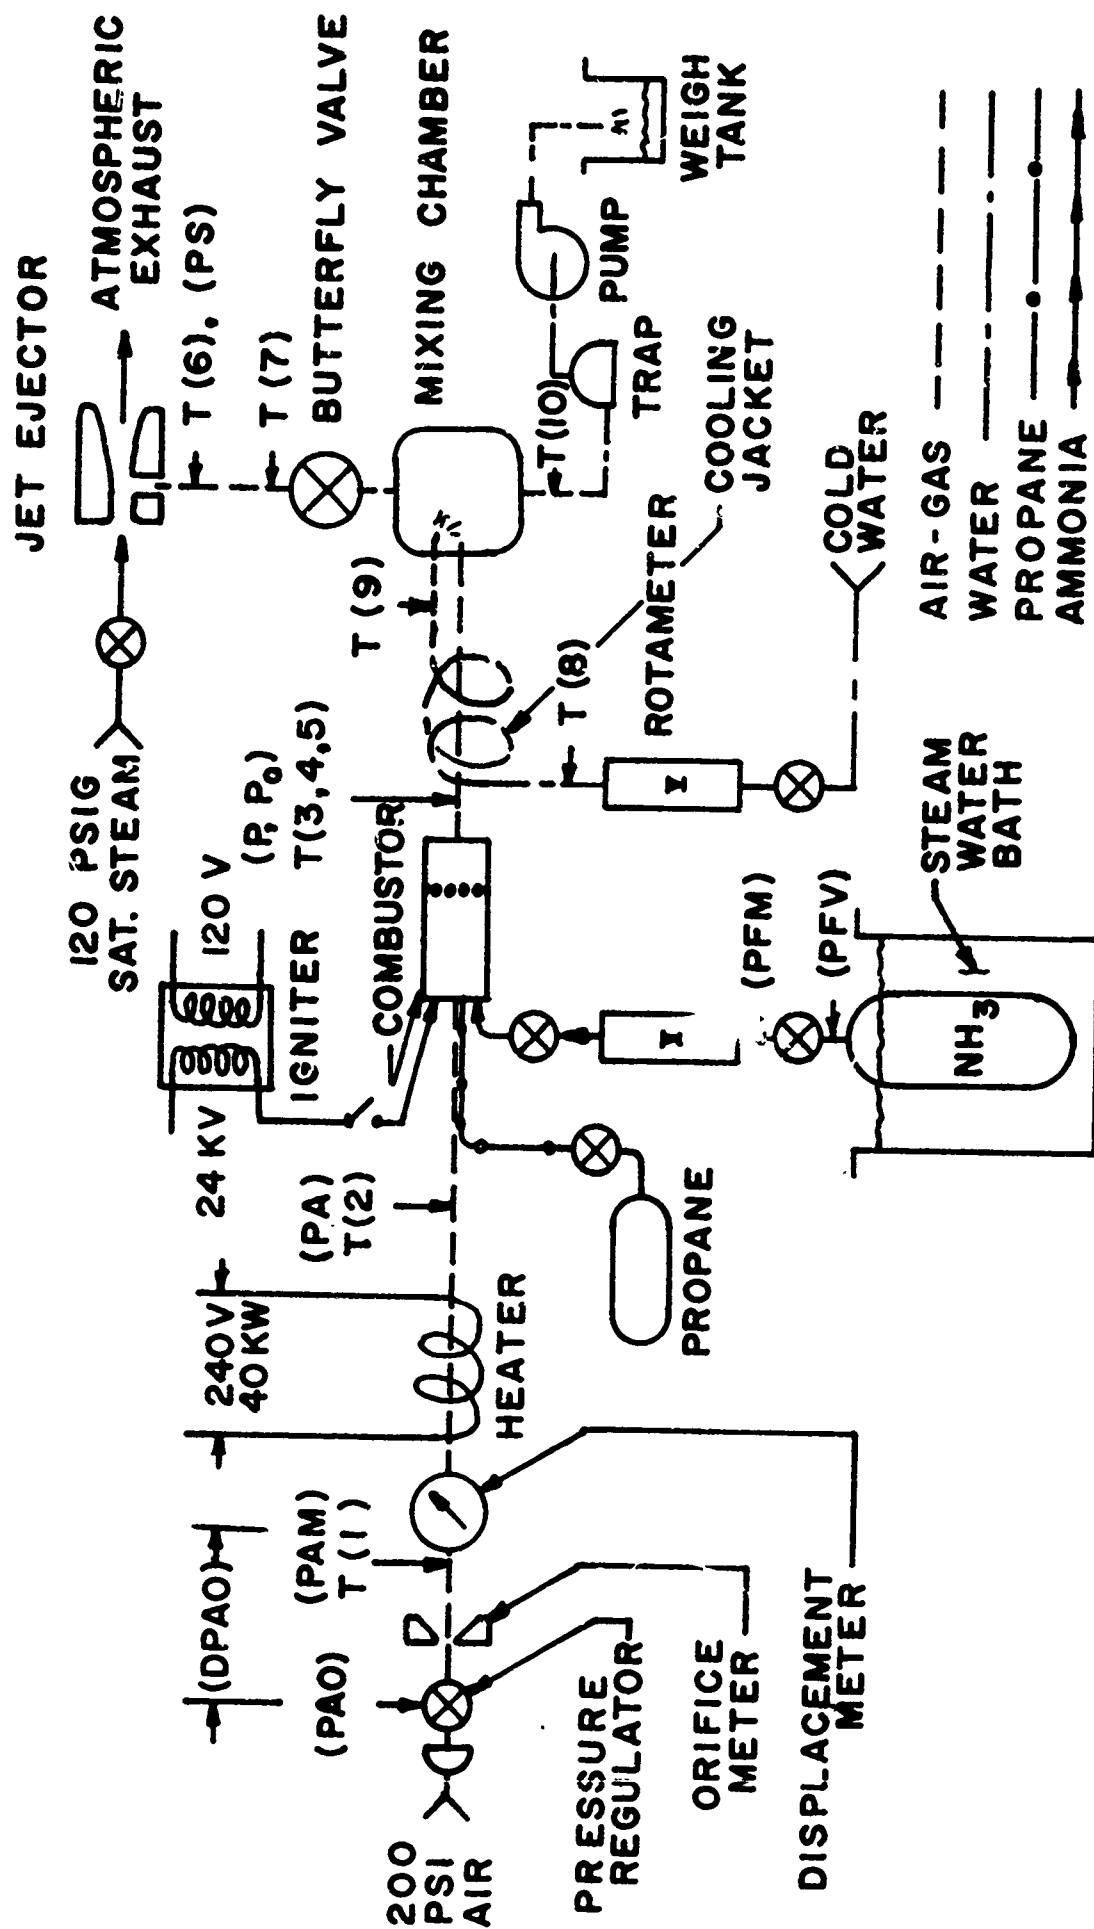 JET EJECTOR
120 PSIG
SAT. STEAM
ATMOSPHERIC
EXHAUST
T(6), (PS)
T(7)
BUTTERFLY VALVE
MIXING CHAMBER
240V
40KW
24 KV
120 V
IGNITER
(P, P₀)
T(3,4,5)
T(9)
(DPAO)
(PAO)
(PAM)
T(1)
(PA)
T(2)
COMBUSTOR
200
PSI
AIR
HEATER
T(8)
T(10)
TRAP
PUMP
WEIGH
TANK
ROTAMETER
COOLING
JACKET
PRESSURE
REGULATOR
ORIFICE
METER
DISPLACEMENT
METER
PROPANE
(PFM)
(PFV)
NH3
STEAM
WATER
BATH
COLD
WATER
AIR-GAS
WATER
PROPANE
AMMONIA